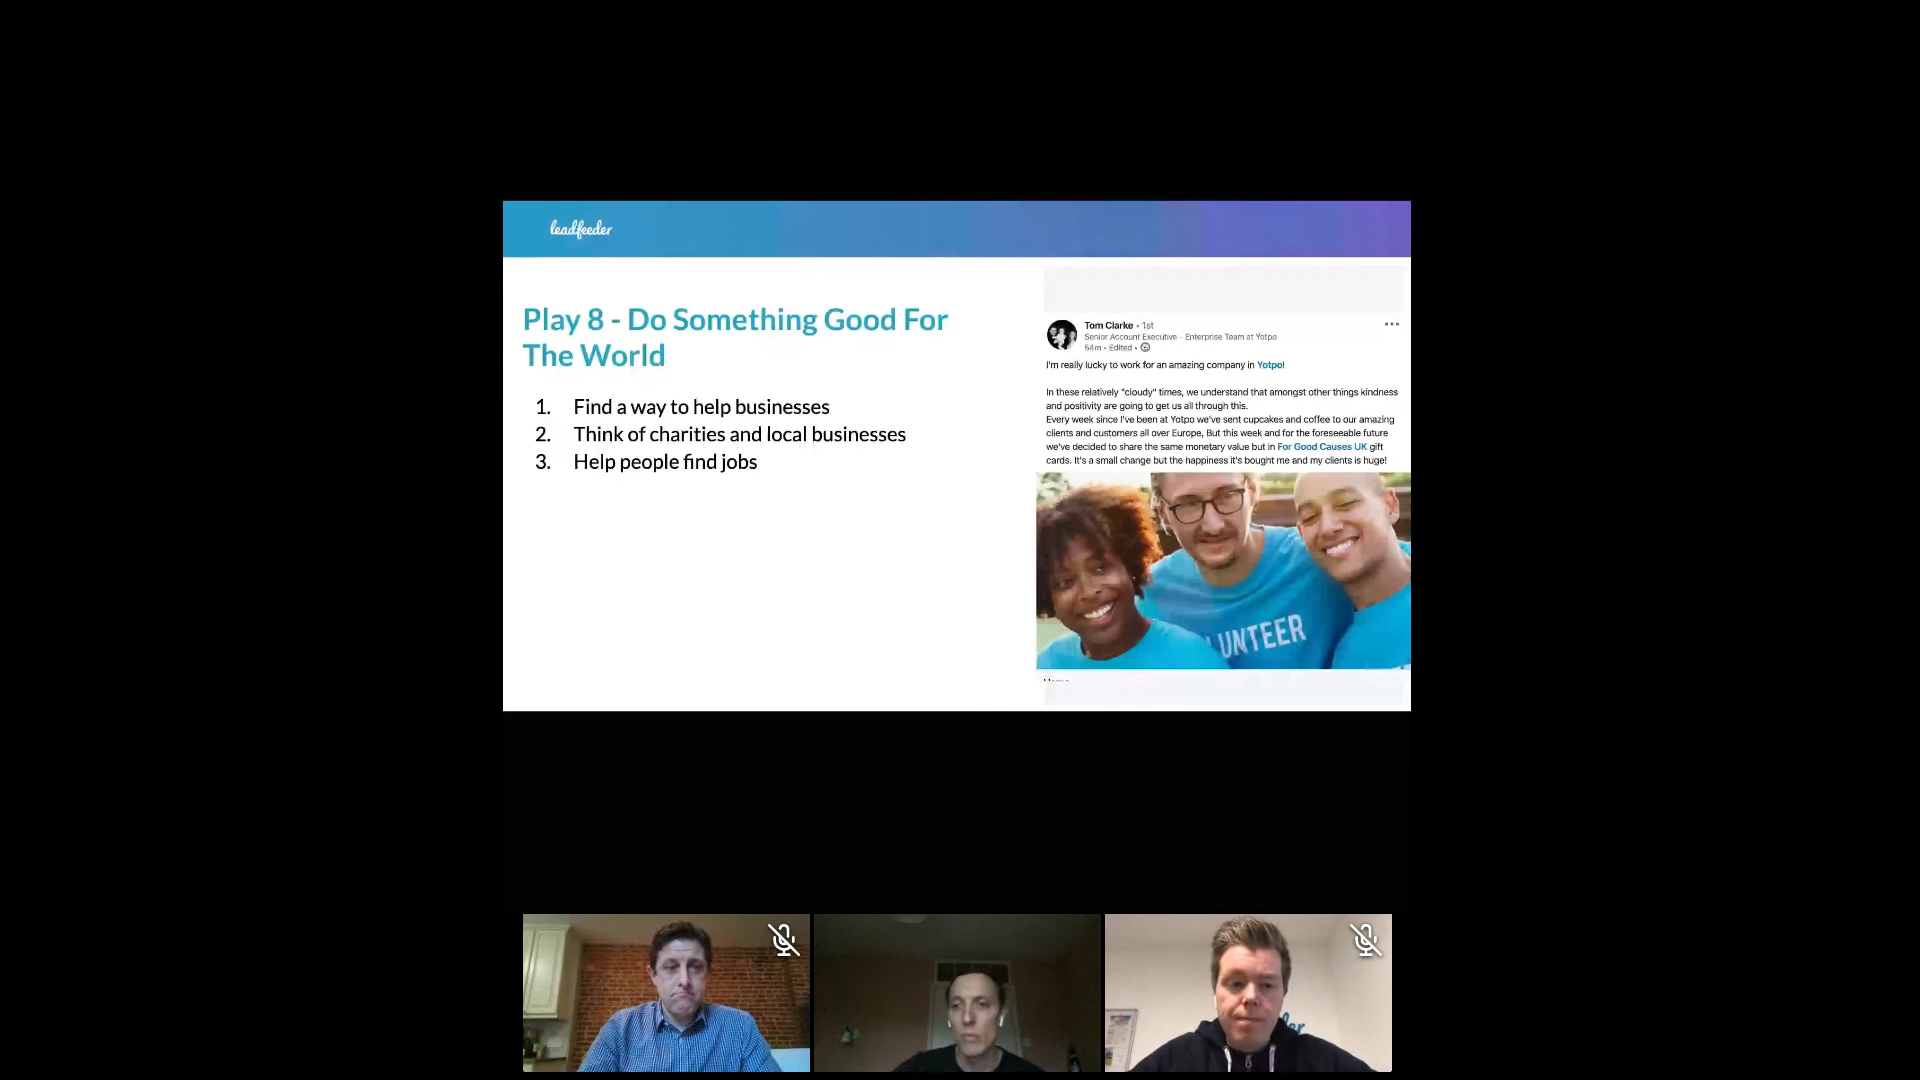 leadfeeder
Play 8 - Do Something Good For
The World
1. Find a way to help businesses
2. Think of charities and local businesses
3. Help people find jobs
Tom Clarke • 1st
Senior Account Executive - Enterprise Team at Yotpo
54m • Edited •
I'm really lucky to work for an amazing company in Yotpo!
In these relatively "cloudy" times, we understand that amongst other things kindness
and positivity are going to get us all through this.
Every week since I've been at Yotpo we've sent cupcakes and coffee to our amazing
clients and customers all over Europe, But this week and for the foreseeable future
we've decided to share the same monetary value but in For Good Causes UK gift
cards. It's a small change but the happiness it's bought me and my clients is huge!
LUNTEER
der